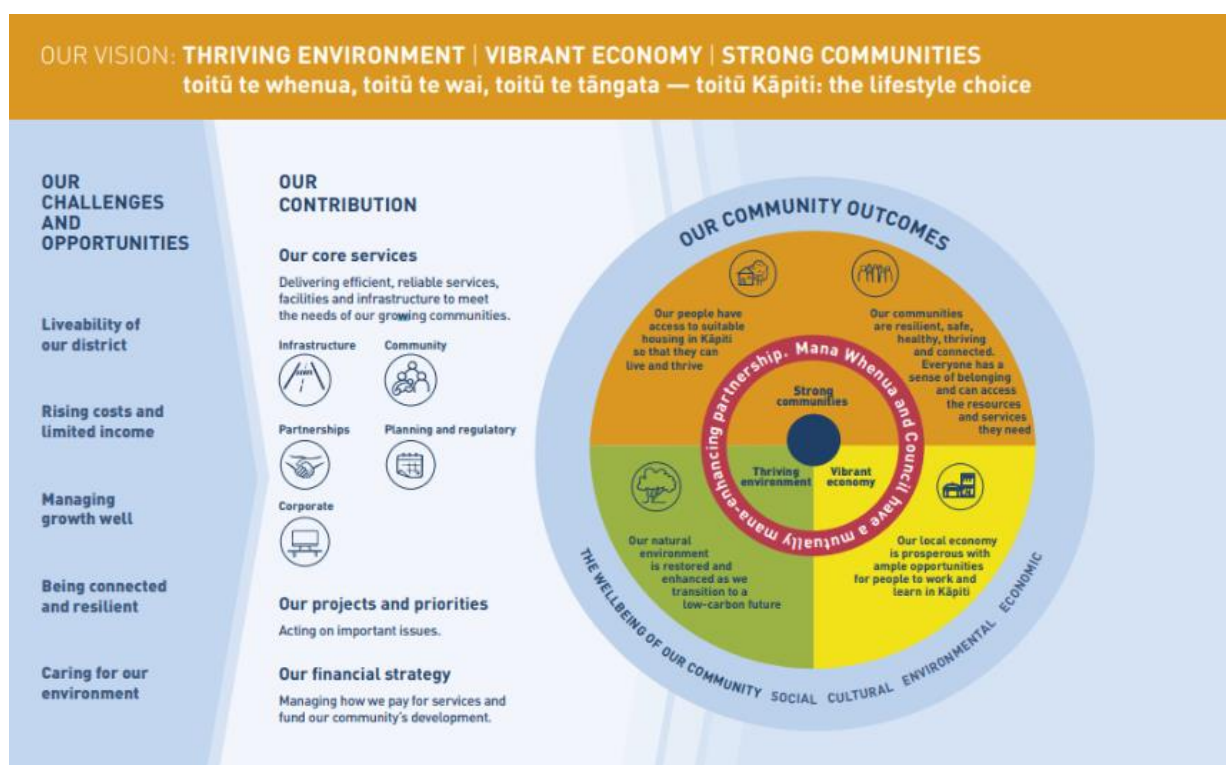 OUR VISION: THRIVING ENVIRONMENT | VIBRANT ECONOMY | STRONG COMMUNITIES
toitū te whenua, toitū te wai, toitū te tāngata — toitū Kāpiti: the lifestyle choice
OUR
CHALLENGES
AND
OPPORTUNITIES
Liveability of
our district
Rising costs and
limited income
Managing
growth well
Being connected
and resilient
Caring for our
environment
OUR
CONTRIBUTION
Our core services
Delivering efficient, reliable services,
facilities and infrastructure to meet
the needs of our growing communities.
Infrastructure
Community
Partnerships
Planning and regulatory
Corporate
Our projects and priorities
Acting on important issues.
Our financial strategy
Managing how we pay for services and
fund our community's development.
OUR COMMUNITY OUTCOMES
Our people have
access to suitable
housing in Kāpiti
so that they can
live and thrive
Our communities
are resilient, safe,
healthy, thriving
and connected.
Everyone has a
sense of belonging
and can access
the resources
and services
they need
Mana Whenua and Council have a mutually mana-enhancing partnership.
Strong
communities
Thriving
environment
Vibrant
economy
Our natural
environment
is restored and
enhanced as we
transition to a
low-carbon future
Our local economy
is prosperous with
ample opportunities
for people to work and
learn in Kāpiti
THE WELLBEING OF OUR COMMUNITY SOCIAL CULTURAL ENVIRONMENTAL ECONOMIC